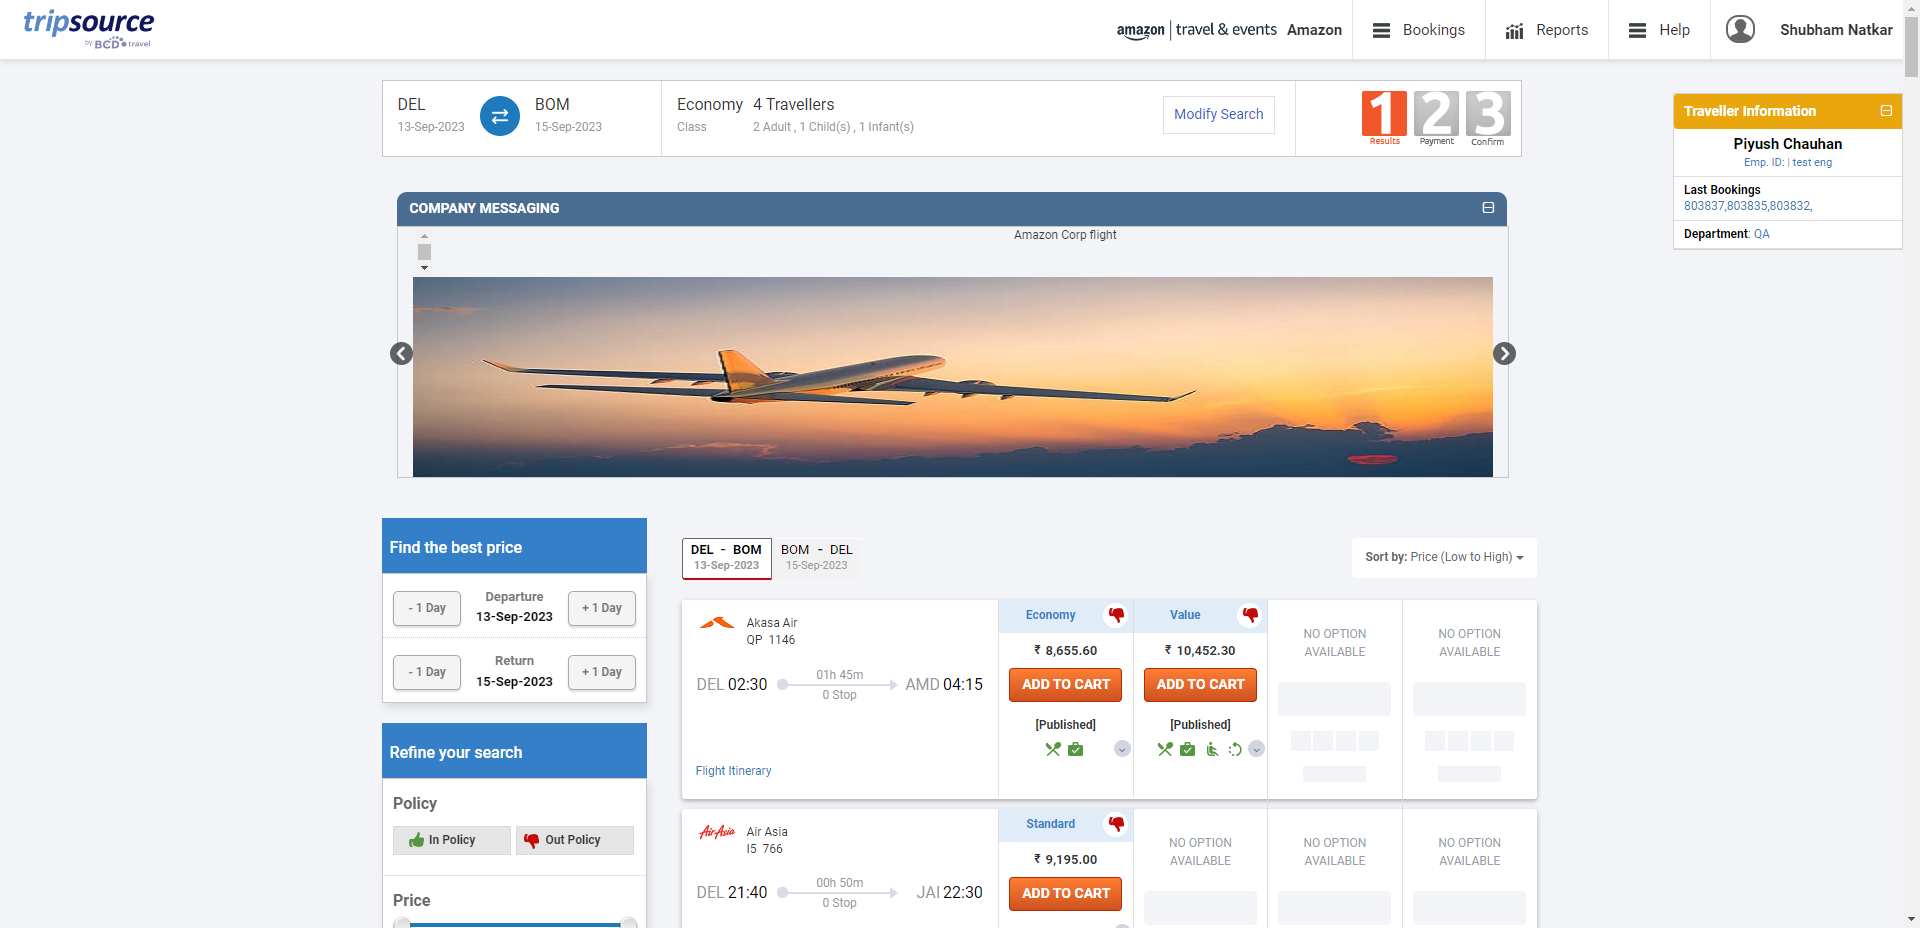 tripsource
by BCD travel
amazon | travel & events Amazon
Bookings
Reports
Help
Shubham Natkar
DEL
13-Sep-2023
BOM
15-Sep-2023
Economy
Class
4 Travellers
2 Adult , 1 Child(s) , 1 Infant(s)
Modify Search
1 2 3
Results Payment Confirm
Traveller Information
Piyush Chauhan
Emp. ID: | test eng
Last Bookings
803837,803835,803832,
Department: QA
COMPANY MESSAGING
Amazon Corp flight
Find the best price
- 1 Day
Departure
13-Sep-2023
+ 1 Day
- 1 Day
Return
15-Sep-2023
+ 1 Day
Refine your search
Policy
In Policy
Out Policy
Price
DEL - BOM
13-Sep-2023
BOM - DEL
15-Sep-2023
Sort by: Price (Low to High)
Akasa Air
QP 1146
DEL 02:30
01h 45m
0 Stop
AMD 04:15
Flight Itinerary
Economy
₹ 8,655.60
ADD TO CART
[Published]
Value
₹ 10,452.30
ADD TO CART
[Published]
NO OPTION
AVAILABLE
NO OPTION
AVAILABLE
AirAsia
Air Asia
I5 766
DEL 21:40
00h 50m
0 Stop
JAI 22:30
Standard
₹ 9,195.00
ADD TO CART
NO OPTION
AVAILABLE
NO OPTION
AVAILABLE
NO OPTION
AVAILABLE